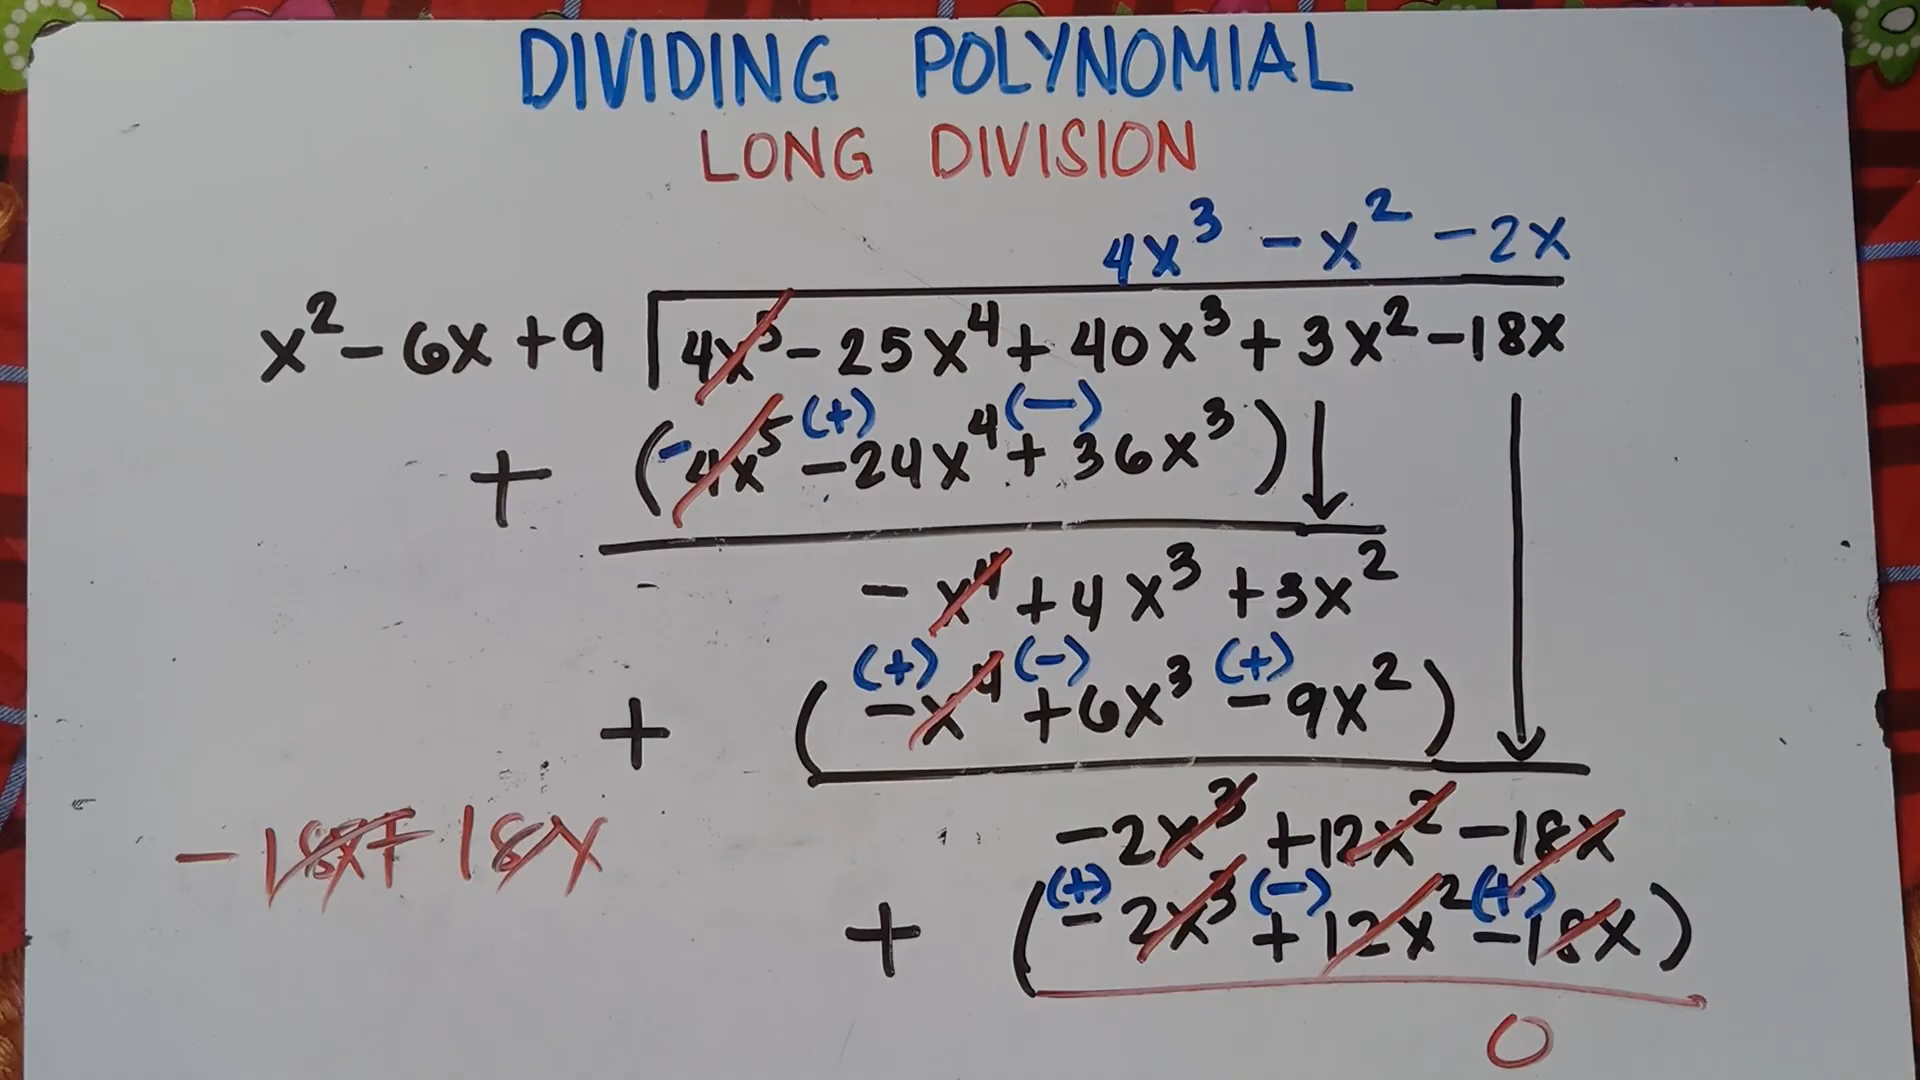 DIVIDING POLYNOMIAL
LONG DIVISION
4x³ - x² - 2x
x² - 6x + 9 4x⁵ - 25x⁴ + 40x³ + 3x² - 18x
(+) (-)
+ (-4x⁵ - 24x⁴ + 36x³)
- x⁴ + 4x³ + 3x²
(+) (-) (+)
+ (-x⁴ + 6x³ - 9x²)
-2x³ + 12x² - 18x
- 18x + 18x
(+) (-) (+)
+ (-2x³ + 12x² - 18x)
0